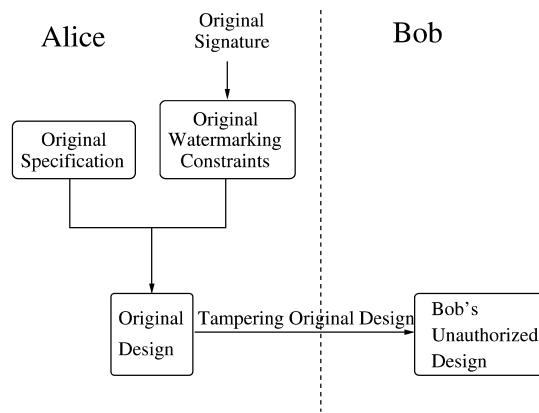 Alice
Original
Signature
Bob
Original
Specification
Original
Watermarking
Constraints
Original
Design
Tampering Original Design
Bob's
Unauthorized
Design